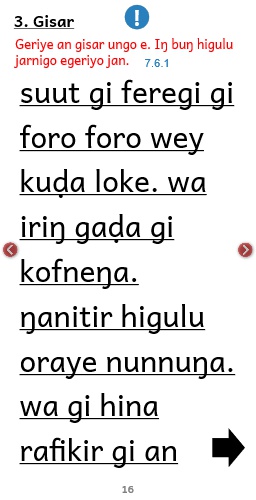 3. Gisar
!
Geriye an gisar ungo e. Iŋ buŋ higulu
jarnigo egeriyo jan. 7.6.1
suut gi feregi gi
foro foro wey
kuḍa loke. wa
iriŋ gaḍa gi
kofneŋa.
ŋanitir higulu
oraye nunnuŋa.
wa gi hina
rafikir gi an
16